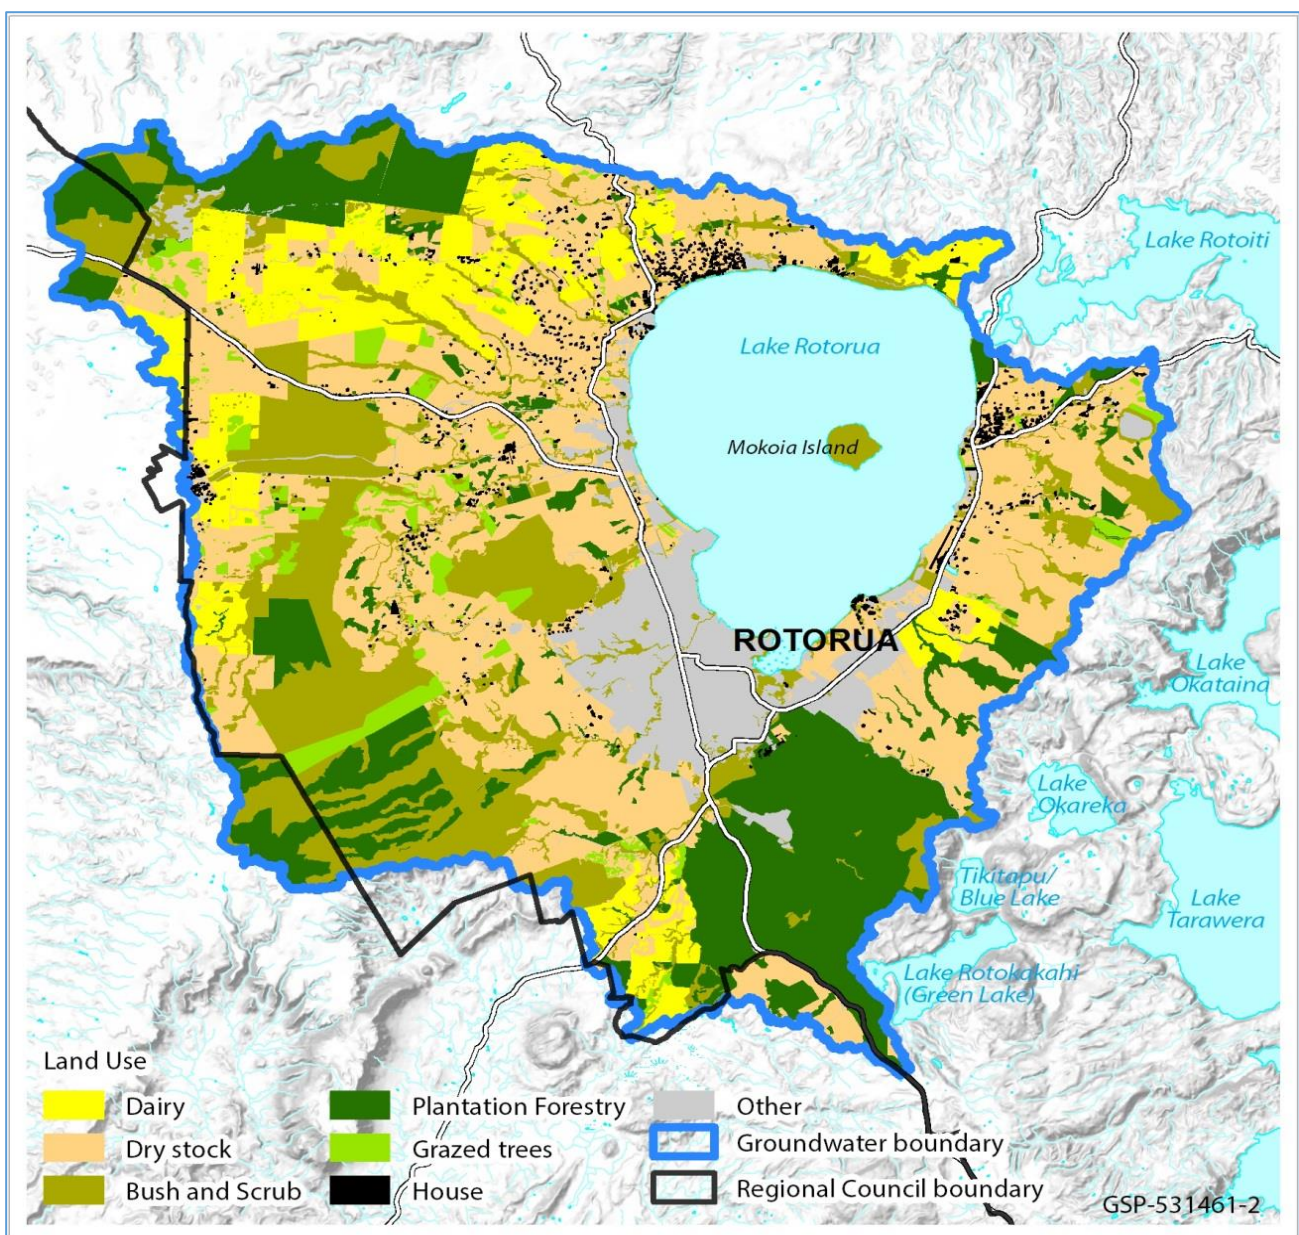 Lake Rotoiti
Lake Rotorua
Mokoia Island
ROTORUA
Lake
Okataina
Lake
Okareka
Tikitapu/
Blue Lake
Lake
Tarawera
Lake Rotokakahi
(Green Lake)
Land Use
Dairy
Dry stock
Bush and Scrub
Plantation Forestry
Grazed trees
House
Other
Groundwater boundary
Regional Council boundary
GSP-531461-2